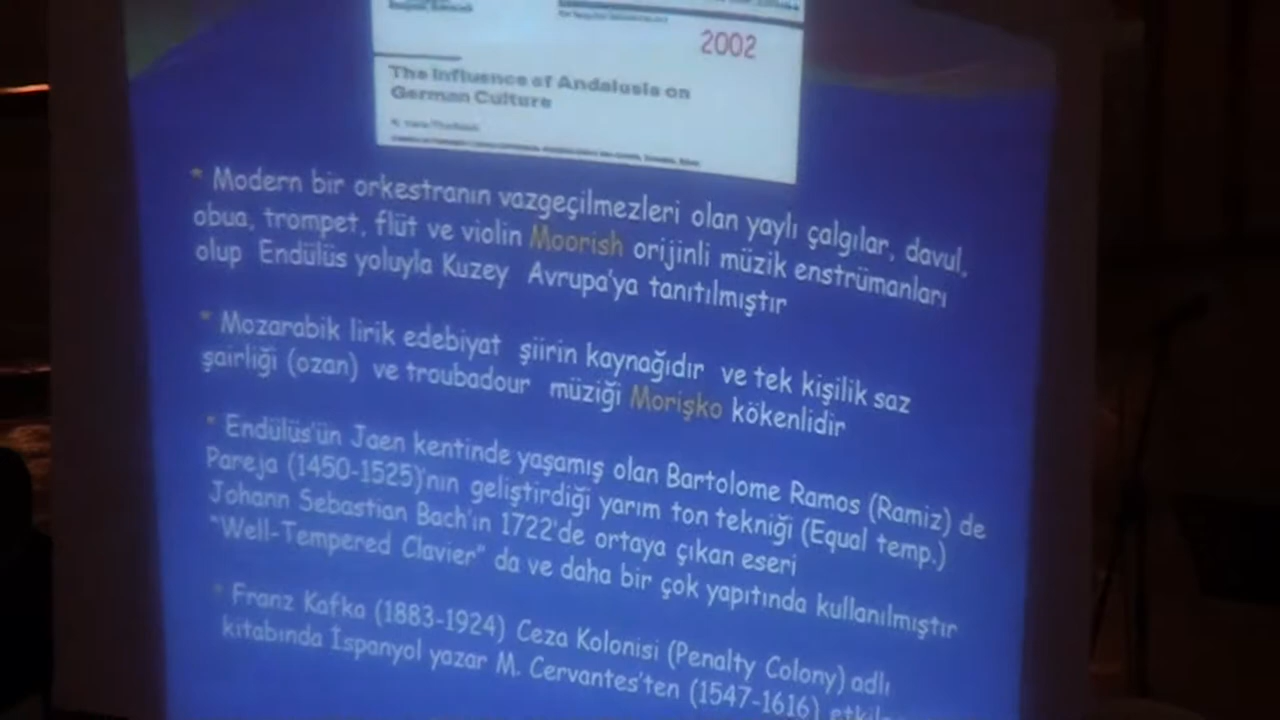 2002
The Influence of Andalusia on
German Culture
* Modern bir orkestranın vazgeçilmezleri olan yaylı çalgılar, davul,
obua, trompet, flüt ve violin Moorish orijinli müzik enstrümanları
olup Endülüs yoluyla Kuzey Avrupa'ya tanıtılmıştır
* Mozarabik lirik edebiyat şiirin kaynağıdır ve tek kişilik saz
şairliği (ozan) ve troubadour müziği Morişko kökenlidir
* Endülüs'ün Jaen kentinde yaşamış olan Bartolome Ramos (Ramiz) de
Pareja (1450-1525)'nın geliştirdiği yarım ton tekniği (Equal temp.)
Johann Sebastian Bach'ın 1722'de ortaya çıkan eseri
"Well-Tempered Clavier" da ve daha bir çok yapıtında kullanılmıştır
* Franz Kafka (1883-1924) Ceza Kolonisi (Penalty Colony) adlı
kitabında İspanyol yazar M. Cervantes'ten (1547-1616)